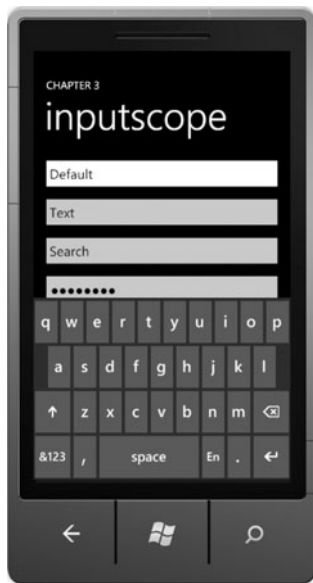 CHAPTER 3
inputscope
Default
Text
Search
••••••••
q w e r t y u i o p
a s d f g h j k l
z x c v b n m
&123 , space En .